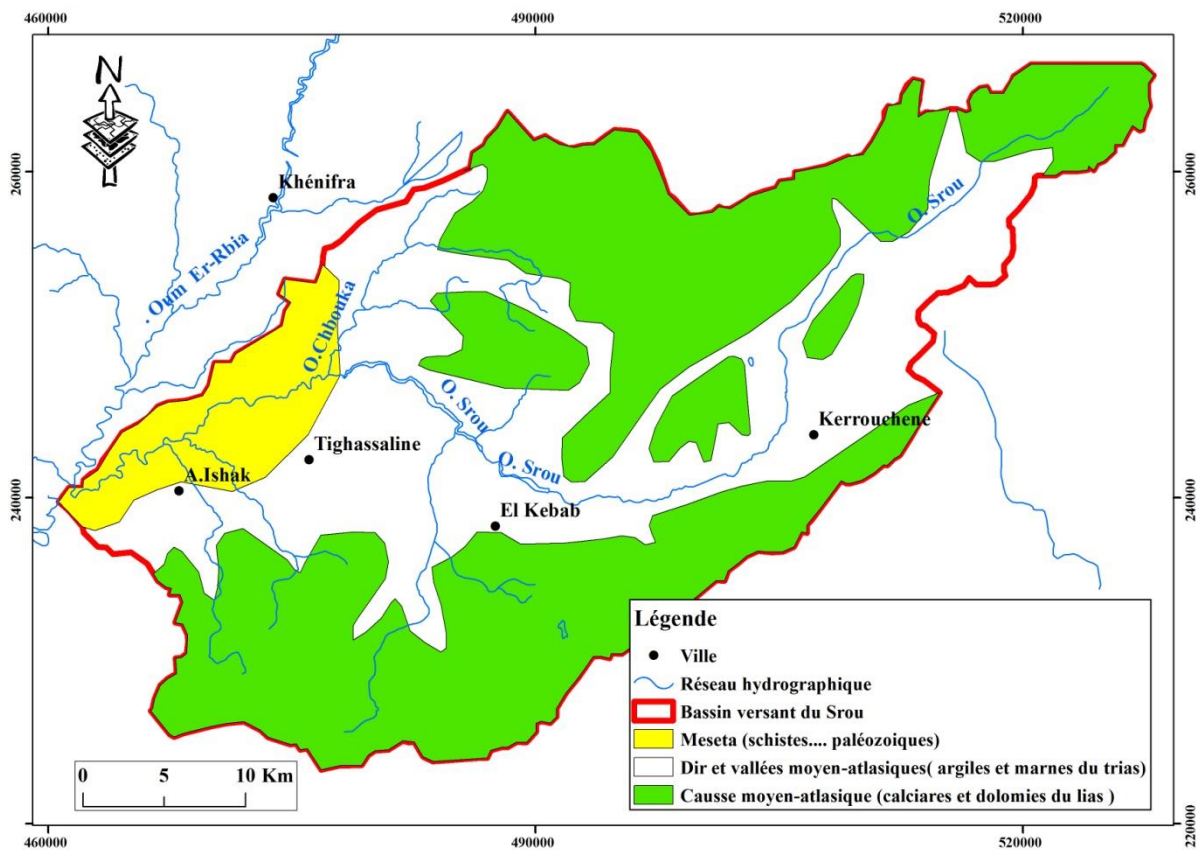 460000
490000
520000
N
260000
260000
Khénifra
O. Srou
. Oum Er-Rbia
O.Chbouka
O. Srou
Kerrouchene
Tighassaline
O. Srou
A.Ishak
240000
240000
El Kebab
Légende
Ville
Réseau hydrographique
Bassin versant du Srou
Meseta (schistes.... paléozoiques)
Dir et vallées moyen-atlasiques( argiles et marnes du trias)
Causse moyen-atlasique (calciares et dolomies du lias )
0 5 10 Km
220000
460000
490000
520000